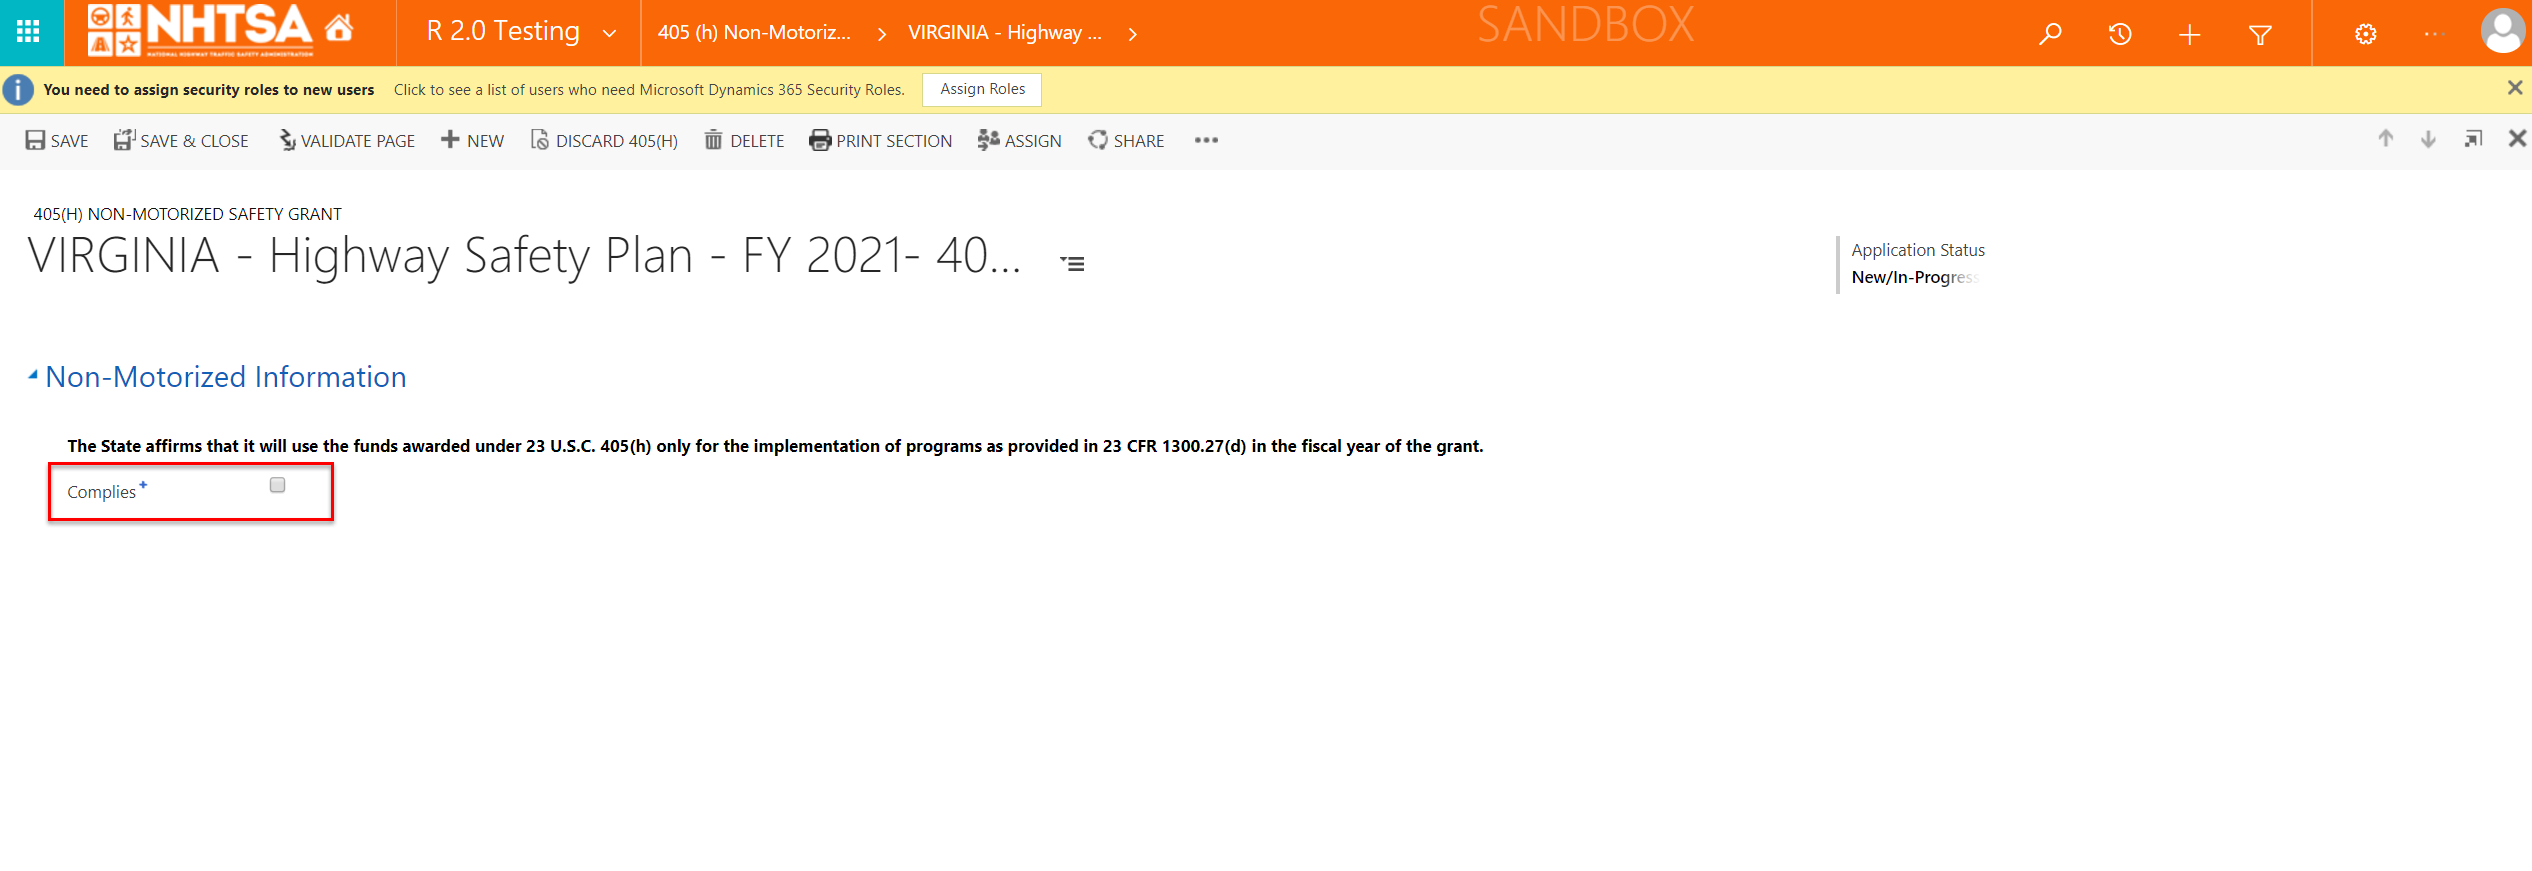 NHTSA
NATIONAL HIGHWAY TRAFFIC SAFETY ADMINISTRATION
R 2.0 Testing
405 (h) Non-Motoriz...
VIRGINIA - Highway ...
SANDBOX
You need to assign security roles to new users Click to see a list of users who need Microsoft Dynamics 365 Security Roles. Assign Roles
SAVE SAVE & CLOSE VALIDATE PAGE NEW DISCARD 405(H) DELETE PRINT SECTION ASSIGN SHARE
405(H) NON-MOTORIZED SAFETY GRANT
VIRGINIA - Highway Safety Plan - FY 2021- 40...
Application Status
New/In-Progress
Non-Motorized Information
The State affirms that it will use the funds awarded under 23 U.S.C. 405(h) only for the implementation of programs as provided in 23 CFR 1300.27(d) in the fiscal year of the grant.
Complies+